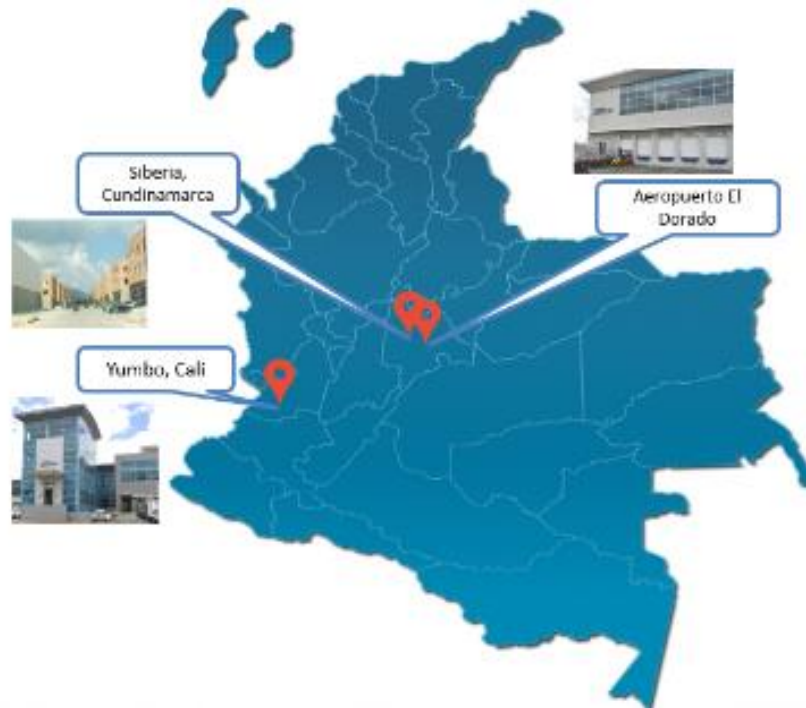 Siberia,
Cundinamarca
Aeropuerto El
Dorado
Yumbo, Cali